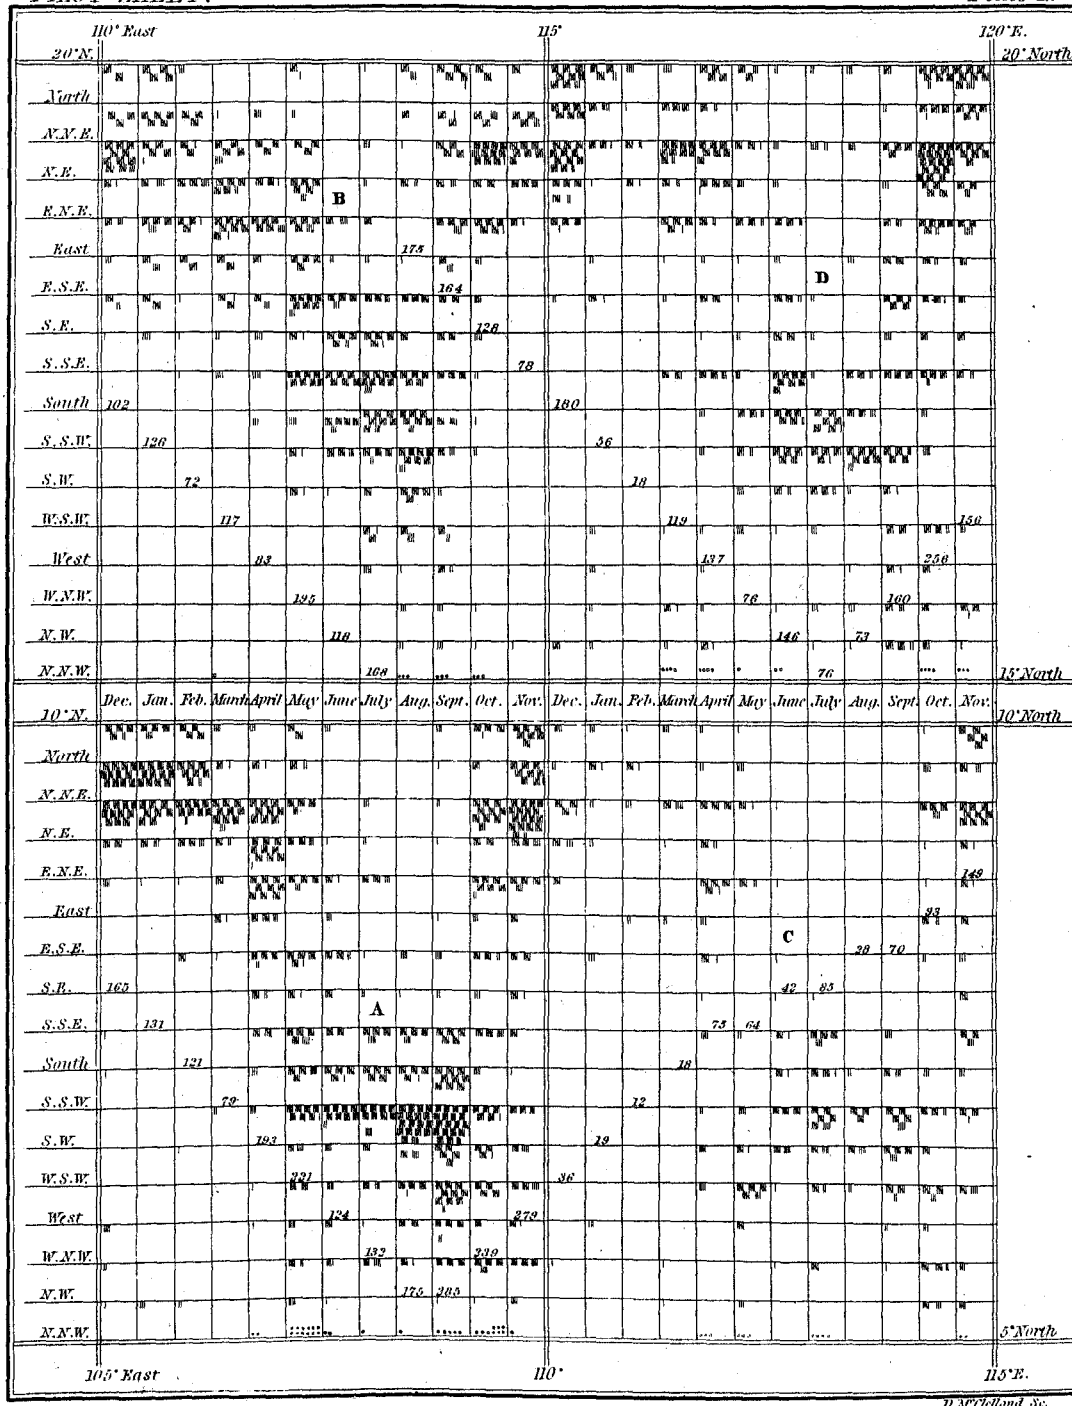 110° East 115° 120° E.
20° N. 20° North
North
N.N.E.
N.E.
E.N.E.
B
East 175
D
E.S.E. 164
S.E. 128
S.S.E. 78
South 102 180
S.S.W. 126 56
S.W. 72 18
W.S.W. 117 119 156
West 83 137 256
W.N.W. 195 76 160
N.W. 118 146 73
N.N.W. 168 76 15° North
Dec. Jan. Feb. March April May June July Aug. Sept. Oct. Nov. Dec. Jan. Feb. March April May June July Aug. Sept. Oct. Nov.
10° N. 10° North
North
N.N.E.
N.E.
E.N.E. 149
East 93
C
E.S.E. 38 70
S.E. 165 42 85
A
S.S.E. 131 75 64
South 121 18
S.S.W. 79 12
S.W. 193 19
W.S.W. 221 36
West 124 279
W.N.W. 132 239
N.W. 175 285
N.N.W. 5° North
105° East 110° 115° E.
D. McClelland, Sc.